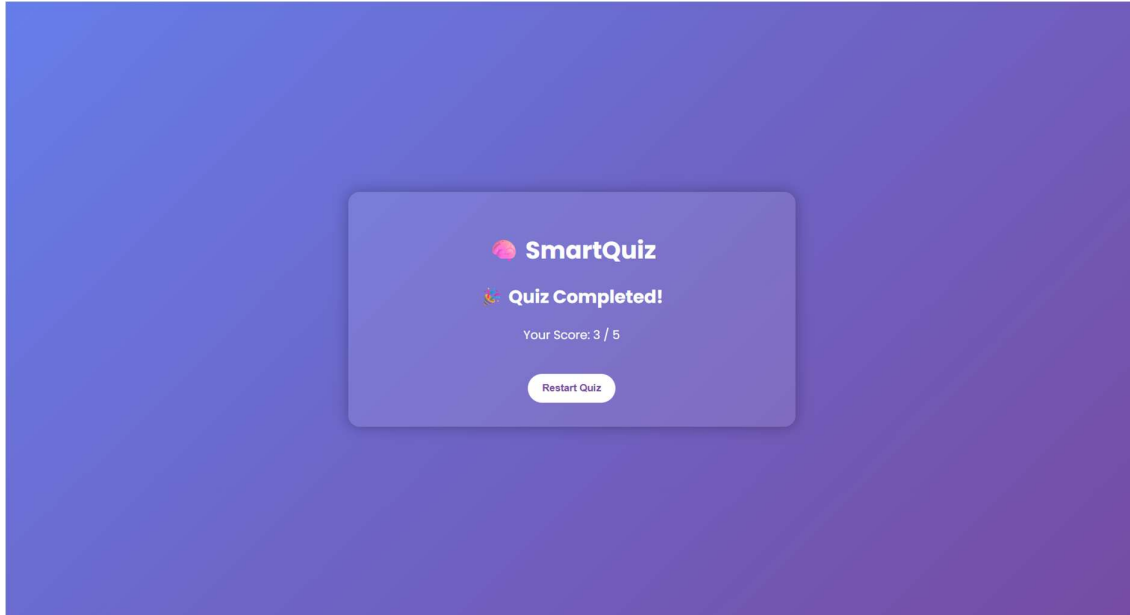 🧠 SmartQuiz
🎉 Quiz Completed!
Your Score: 3 / 5
Restart Quiz